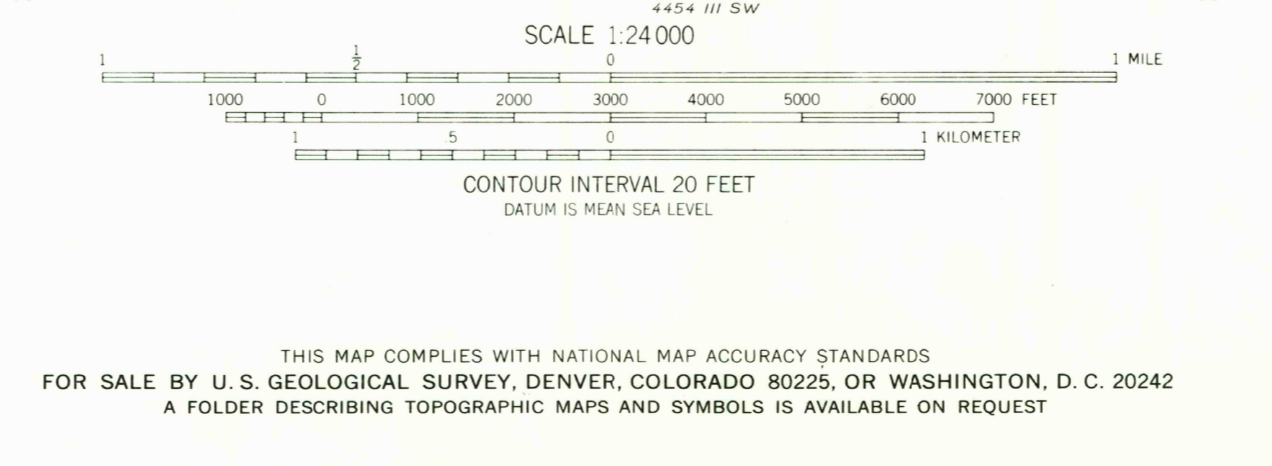 4454 III SW
SCALE 1:24 000
1 1/2 0 1 MILE
1000 0 1000 2000 3000 4000 5000 6000 7000 FEET
1 .5 0 1 KILOMETER
CONTOUR INTERVAL 20 FEET
DATUM IS MEAN SEA LEVEL
THIS MAP COMPLIES WITH NATIONAL MAP ACCURACY STANDARDS
FOR SALE BY U. S. GEOLOGICAL SURVEY, DENVER, COLORADO 80225, OR WASHINGTON, D. C. 20242
A FOLDER DESCRIBING TOPOGRAPHIC MAPS AND SYMBOLS IS AVAILABLE ON REQUEST